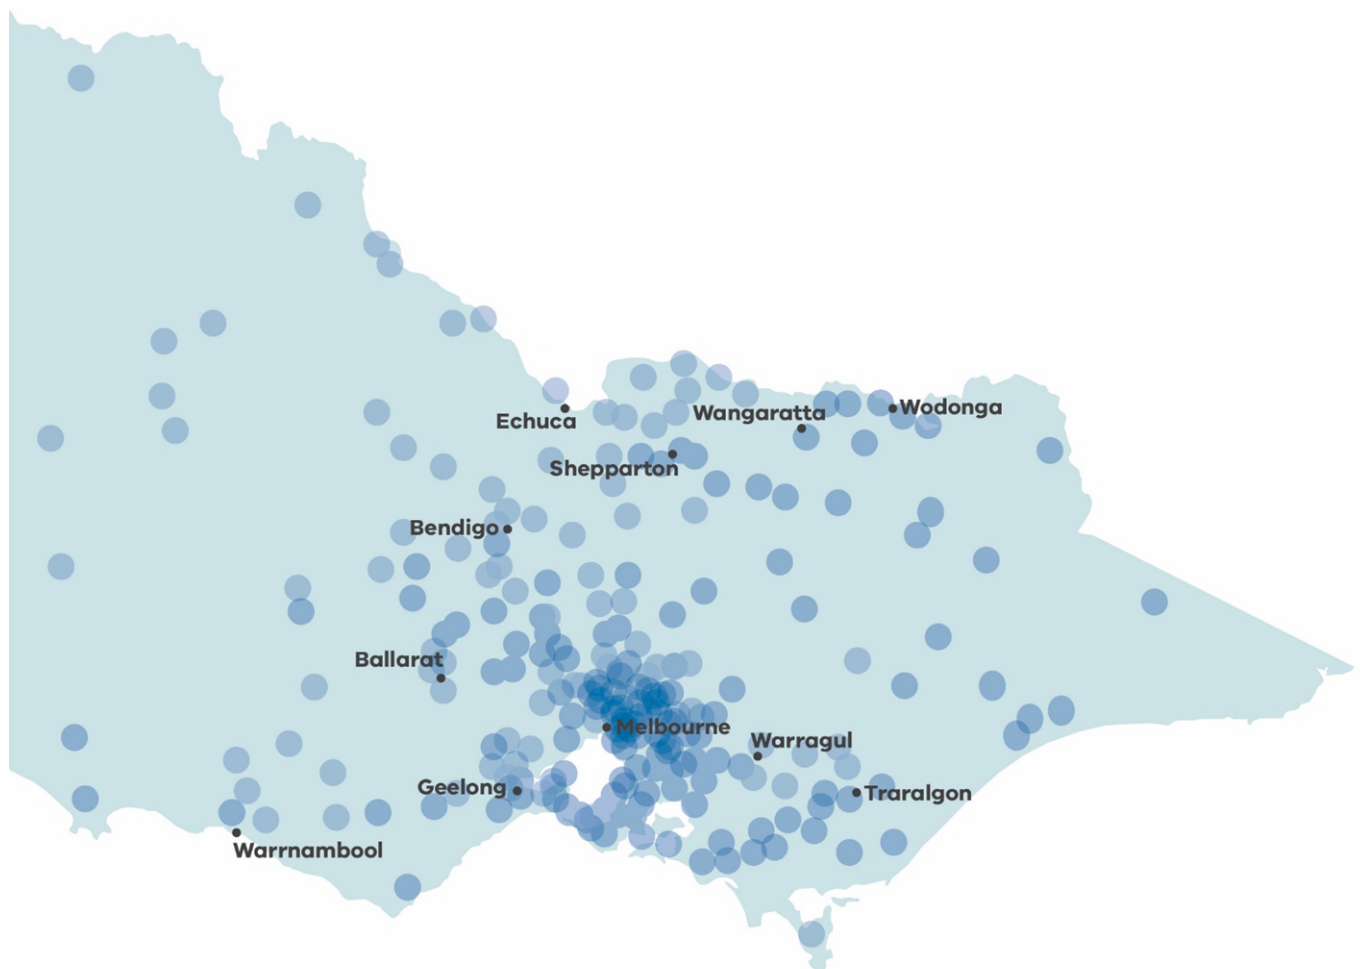 Echuca
Wangaratta
Wodonga
Shepparton
Bendigo
Ballarat
Melbourne
Warragul
Geelong
Traralgon
Warrnambool